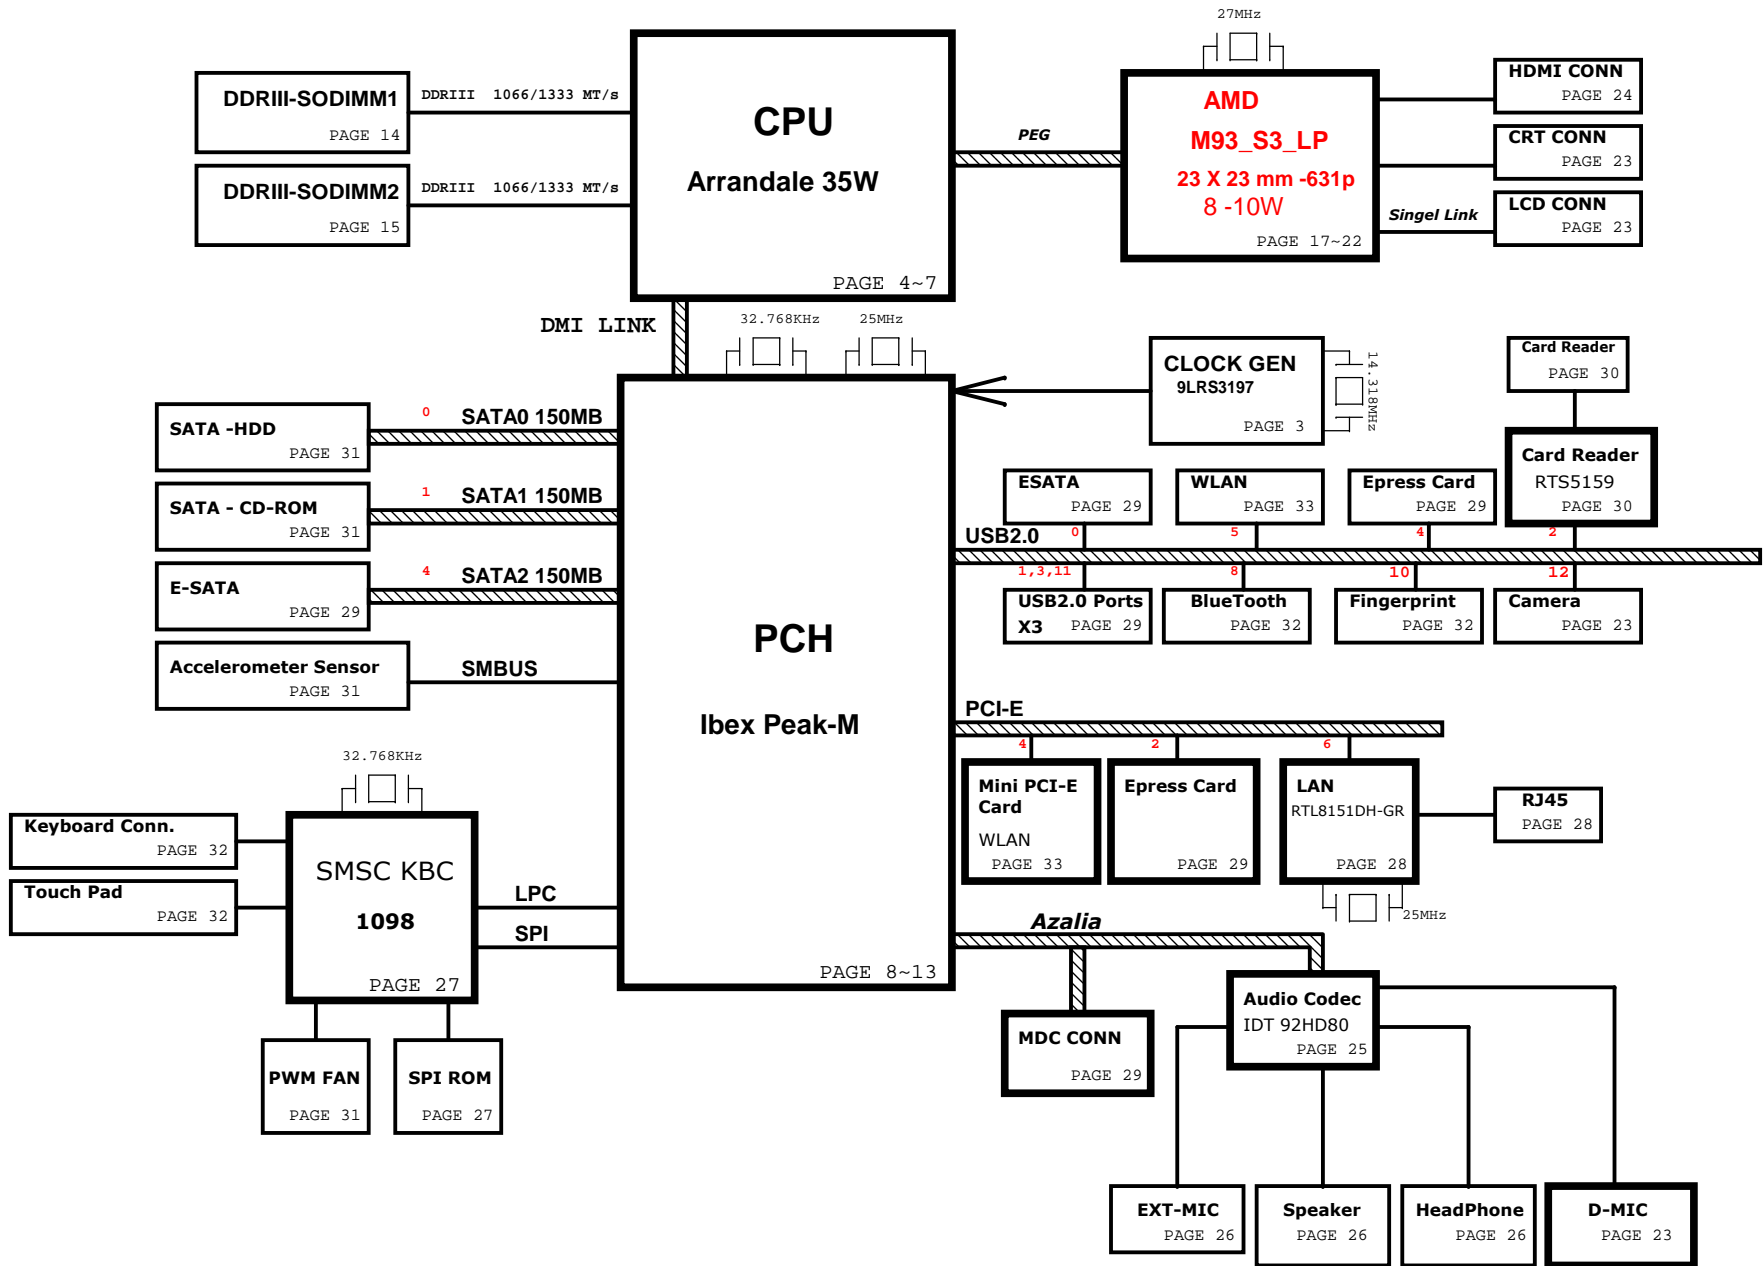 27MHz
CPU
Arrandale 35W
PAGE 4~7
DDRIII-SODIMM1
PAGE 14
DDRIII 1066/1333 MT/s
DDRIII-SODIMM2
PAGE 15
DDRIII 1066/1333 MT/s
PEG
AMD
M93_S3_LP
23 X 23 mm -631p
8 -10W
PAGE 17~22
HDMI CONN
PAGE 24
CRT CONN
PAGE 23
Singel Link
LCD CONN
PAGE 23
DMI LINK
32.768KHz
25MHz
CLOCK GEN
9LRS3197
PAGE 3
14.318MHz
Card Reader
PAGE 30
Card Reader
RTS5159
PAGE 30
SATA -HDD
PAGE 31
0
SATA0 150MB
SATA - CD-ROM
PAGE 31
1
SATA1 150MB
E-SATA
PAGE 29
4
SATA2 150MB
Accelerometer Sensor
PAGE 31
SMBUS
PCH
Ibex Peak-M
PAGE 8~13
ESATA
PAGE 29
WLAN
PAGE 33
Epress Card
PAGE 29
USB2.0
0
5
4
2
1,3,11
8
10
12
USB2.0 Ports
X3 PAGE 29
BlueTooth
PAGE 32
Fingerprint
PAGE 32
Camera
PAGE 23
PCI-E
4
2
6
Mini PCI-E
Card
WLAN
PAGE 33
Epress Card
PAGE 29
LAN
RTL8151DH-GR
PAGE 28
RJ45
PAGE 28
25MHz
32.768KHz
Keyboard Conn.
PAGE 32
Touch Pad
PAGE 32
SMSC KBC
1098
PAGE 27
LPC
SPI
PWM FAN
PAGE 31
SPI ROM
PAGE 27
Azalia
MDC CONN
PAGE 29
Audio Codec
IDT 92HD80
PAGE 25
EXT-MIC
PAGE 26
Speaker
PAGE 26
HeadPhone
PAGE 26
D-MIC
PAGE 23